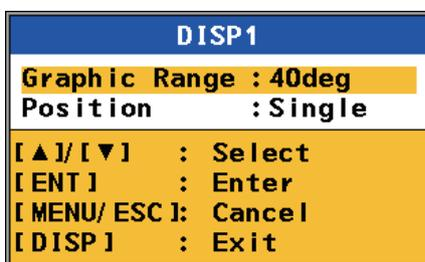 DISP1
Graphic Range : 40deg
Position : Single
[▲]/[▼] : Select
[ENT] : Enter
[MENU/ESC]: Cancel
[DISP] : Exit